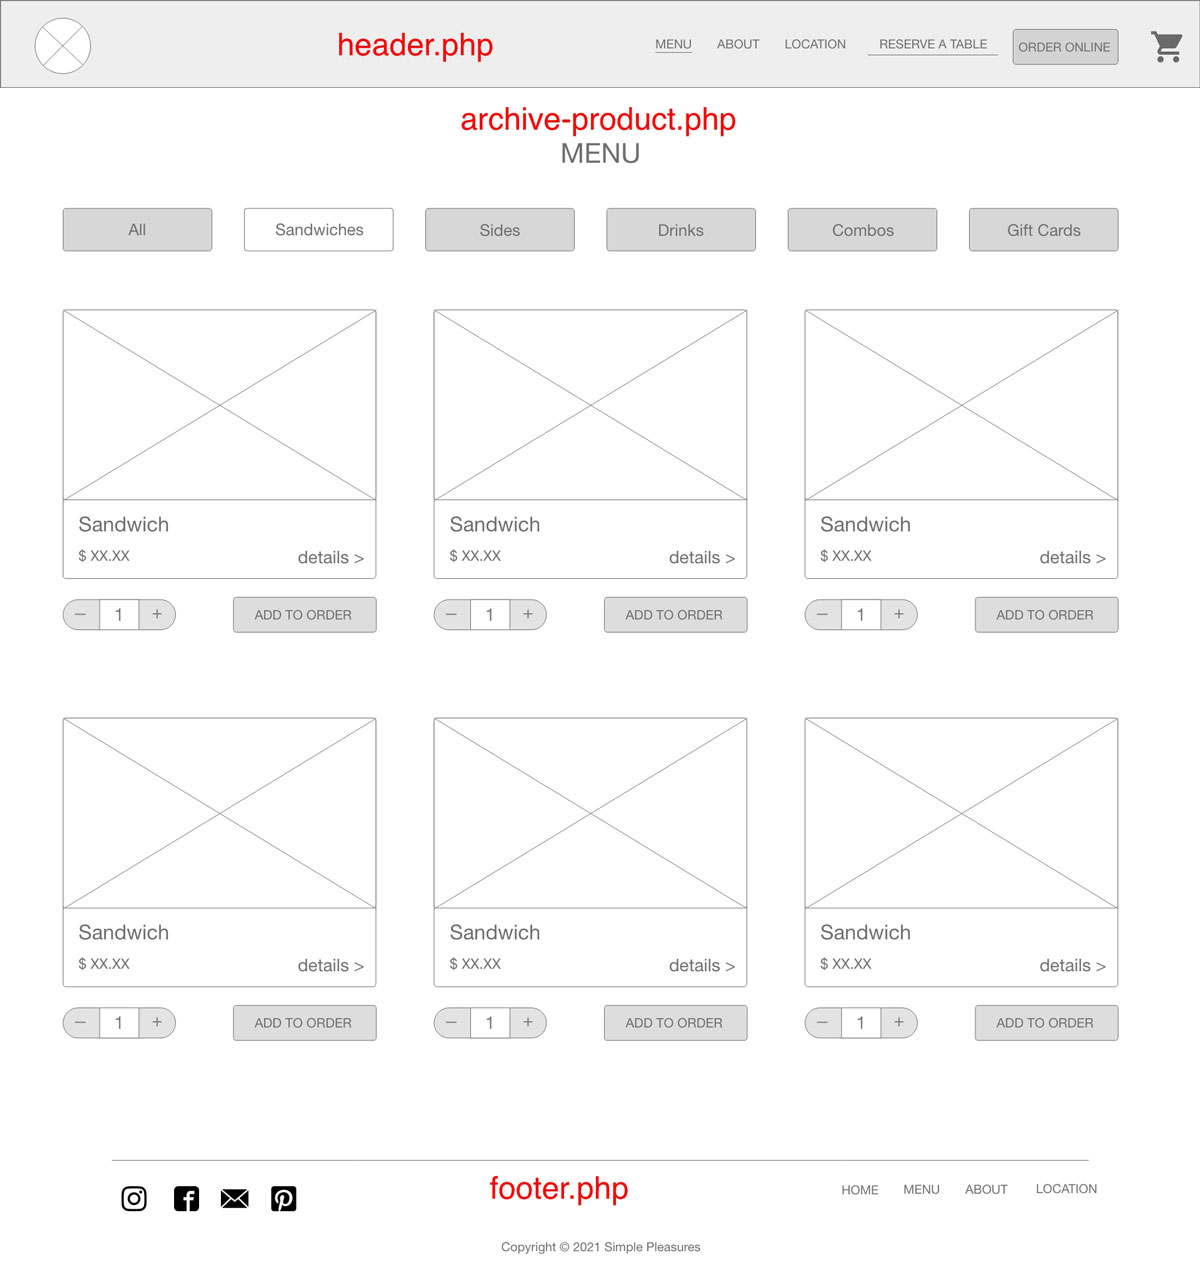 header.php
MENU ABOUT LOCATION RESERVE A TABLE ORDER ONLINE
archive-product.php
MENU
All Sandwiches Sides Drinks Combos Gift Cards
Sandwich Sandwich Sandwich
$ XX.XX details > $ XX.XX details > $ XX.XX details >
− 1 + ADD TO ORDER − 1 + ADD TO ORDER − 1 + ADD TO ORDER
Sandwich Sandwich Sandwich
$ XX.XX details > $ XX.XX details > $ XX.XX details >
− 1 + ADD TO ORDER − 1 + ADD TO ORDER − 1 + ADD TO ORDER
footer.php
HOME MENU ABOUT LOCATION
Copyright © 2021 Simple Pleasures